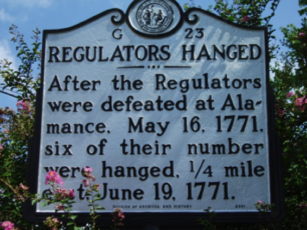 G 23
REGULATORS HANGED
After the Regulators
were defeated at Ala-
mance, May 16, 1771,
six of their number
were hanged, 1/4 mile
east, June 19, 1771.